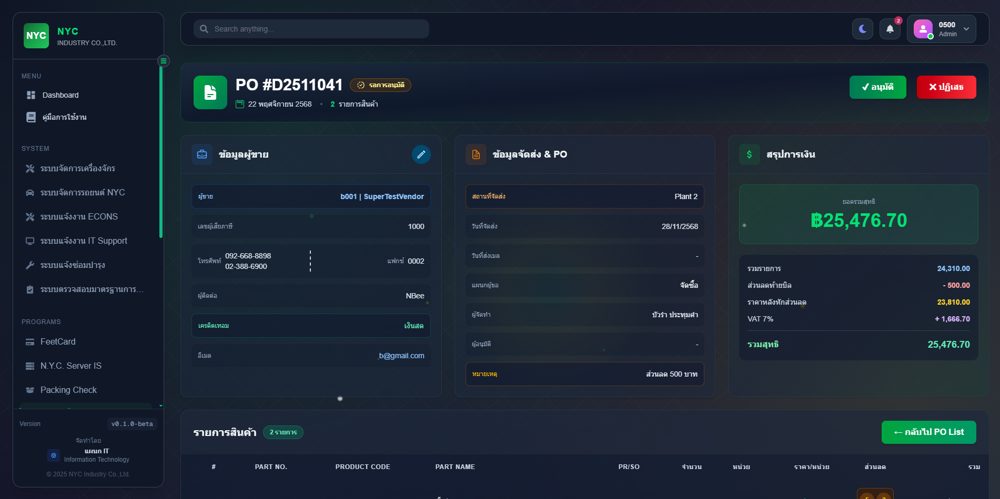 NYC
NYC
INDUSTRY CO.,LTD.
MENU
Dashboard
คู่มือการใช้งาน
SYSTEM
ระบบจัดการเครื่องจักร
ระบบจัดการรถยนต์ NYC
ระบบแจ้งงาน ECONS
ระบบแจ้งงาน IT Support
ระบบแจ้งซ่อมบำรุง
ระบบตรวจสอบมาตรฐานการ...
PROGRAMS
FeetCard
N.Y.C. Server IS
Packing Check
Version v0.1.0-beta
จัดทำโดย
แผนก IT
Information Technology
© 2025 NYC Industry Co.,Ltd.
Search anything...
2
0500
Admin
PO #D2511041 รอการอนุมัติ
22 พฤศจิกายน 2568 • 2 รายการสินค้า
อนุมัติ
ปฏิเสธ
ข้อมูลผู้ขาย
ผู้ขาย b001 | SuperTestVendor
เลขผู้เสียภาษี 1000
โทรศัพท์ 092-668-8898
02-388-6900
แฟกซ์ 0002
ผู้ติดต่อ NBee
เครดิตเทอม เงินสด
อีเมล .b@gmail.com
ข้อมูลจัดส่ง & PO
สถานที่จัดส่ง Plant 2
วันที่จัดส่ง 28/11/2568
วันที่ส่งเมล -
แผนกผู้ขอ จัดซื้อ
ผู้จัดทำ บัวรำ ประทุมคำ
ผู้อนุมัติ -
หมายเหตุ ส่วนลด 500 บาท
$ สรุปการเงิน
ยอดรวมสุทธิ
฿25,476.70
รวมรายการ 24,310.00
ส่วนลดท้ายบิล - 500.00
ราคาหลังหักส่วนลด 23,810.00
VAT 7% + 1,666.70
รวมสุทธิ 25,476.70
รายการสินค้า 2 รายการ
← กลับไป PO List
# PART NO. PRODUCT CODE PART NAME PR/SO จำนวน หน่วย ราคา/หน่วย ส่วนลด รวม